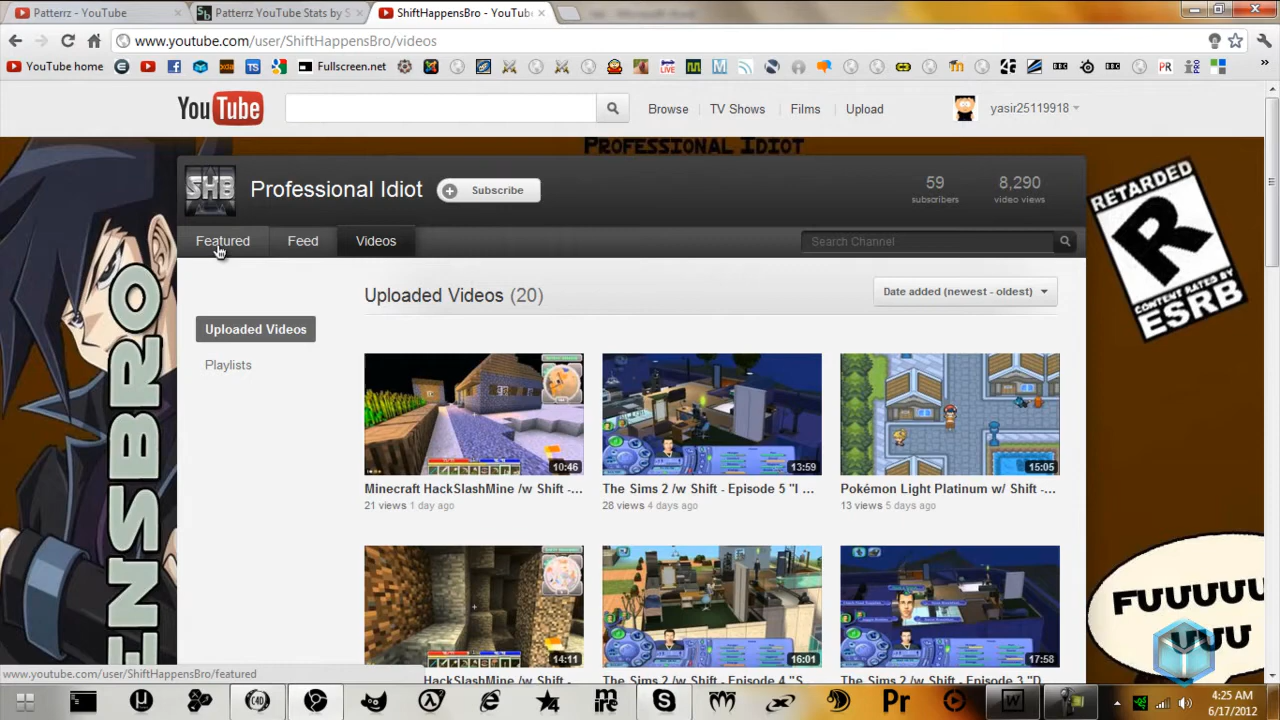 Patterrz - YouTube
Patterrz YouTube Stats by S
ShiftHappensBro - YouTube
www.youtube.com/user/ShiftHappensBro/videos
YouTube home
Fullscreen.net
YouTube
Browse
TV Shows
Films
Upload
yasir25119918
PROFESSIONAL IDIOT
SHB
Professional Idiot
Subscribe
59
subscribers
8,290
video views
Featured
Feed
Videos
Search Channel
Uploaded Videos (20)
Date added (newest - oldest)
Uploaded Videos
Playlists
10:46
13:59
15:05
Minecraft HackSlashMine /w Shift -...
The Sims 2 /w Shift - Episode 5 "I ...
Pokémon Light Platinum w/ Shift -...
21 views 1 day ago
28 views 4 days ago
13 views 5 days ago
14:11
16:01
17:58
ENSBRO
RETARDED
R
CONTENT RATED BY
ESRB
FUUUUUU
UUU
www.youtube.com/user/ShiftHappensBro/featured
4:25 AM
6/17/2012